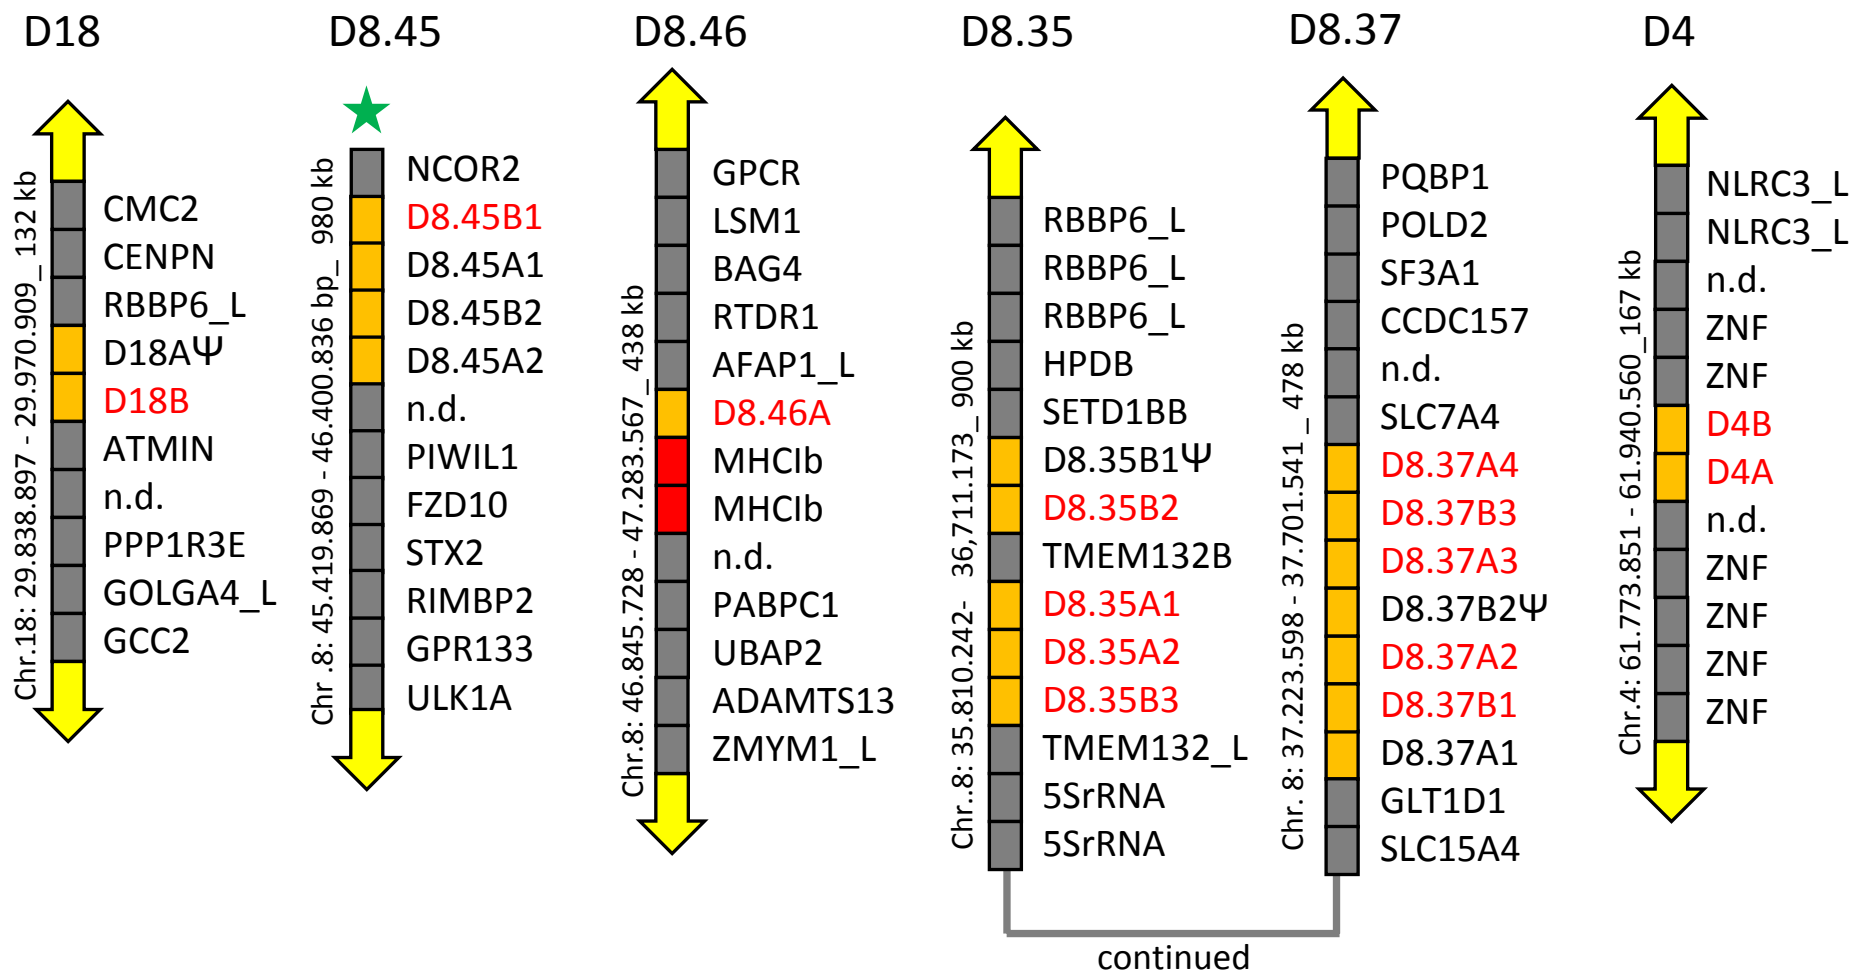 D18
Chr.18: 29.838.897 - 29.970.909_ 132 kb
CMC2
CENPN
RBBP6_L
D18AΨ
D18B
ATMIN
n.d.
PPP1R3E
GOLGA4_L
GCC2
D8.45
Chr .8: 45.419.869 - 46.400.836 bp_ 980 kb
NCOR2
D8.45B1
D8.45A1
D8.45B2
D8.45A2
n.d.
PIWIL1
FZD10
STX2
RIMBP2
GPR133
ULK1A
D8.46
Chr.8: 46.845.728 - 47.283.567_ 438 kb
GPCR
LSM1
BAG4
RTDR1
AFAP1_L
D8.46A
MHCIb
MHCIb
n.d.
PABPC1
UBAP2
ADAMTS13
ZMYM1_L
D8.35
Chr..8: 35.810.242- 36,711.173_ 900 kb
RBBP6_L
RBBP6_L
RBBP6_L
HPDB
SETD1BB
D8.35B1Ψ
D8.35B2
TMEM132B
D8.35A1
D8.35A2
D8.35B3
TMEM132_L
5SrRNA
5SrRNA
D8.37
Chr. 8: 37.223.598 - 37.701.541_ 478 kb
PQBP1
POLD2
SF3A1
CCDC157
n.d.
SLC7A4
D8.37A4
D8.37B3
D8.37A3
D8.37B2Ψ
D8.37A2
D8.37B1
D8.37A1
GLT1D1
SLC15A4
continued
D4
Chr.4: 61.773.851 - 61.940.560_167 kb
NLRC3_L
NLRC3_L
n.d.
ZNF
ZNF
D4B
D4A
n.d.
ZNF
ZNF
ZNF
ZNF